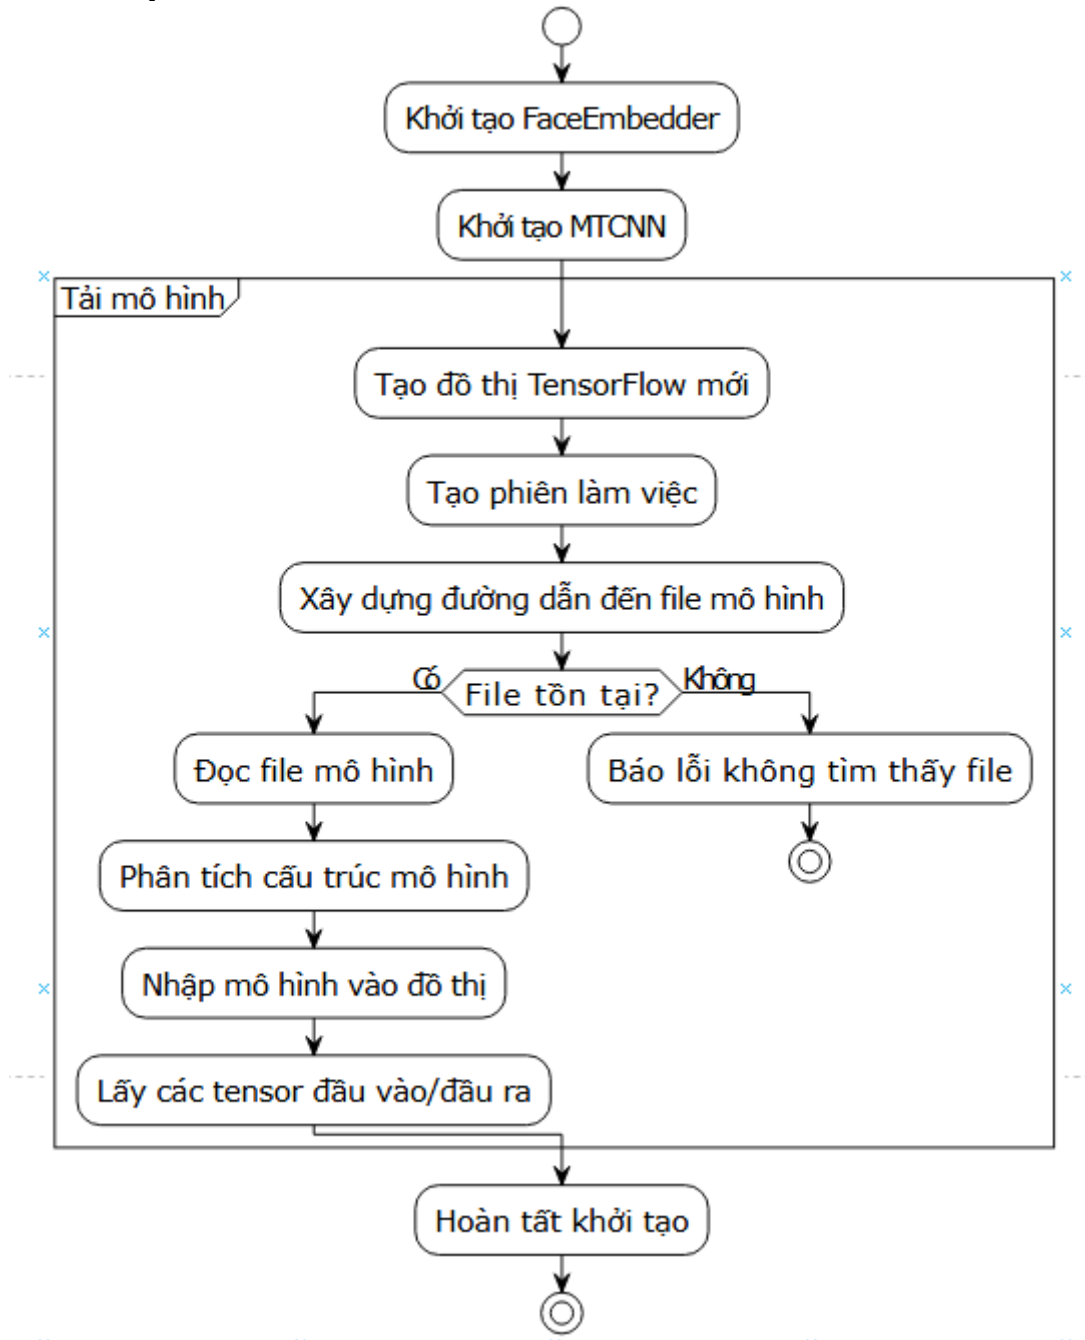 Khởi tạo FaceEmbedder
Khởi tạo MTCNN
Tải mô hình
Tạo đồ thị TensorFlow mới
Tạo phiên làm việc
Xây dựng đường dẫn đến file mô hình
Có
File tồn tại?
Không
Đọc file mô hình
Báo lỗi không tìm thấy file
Phân tích cấu trúc mô hình
Nhập mô hình vào đồ thị
Lấy các tensor đầu vào/đầu ra
Hoàn tất khởi tạo